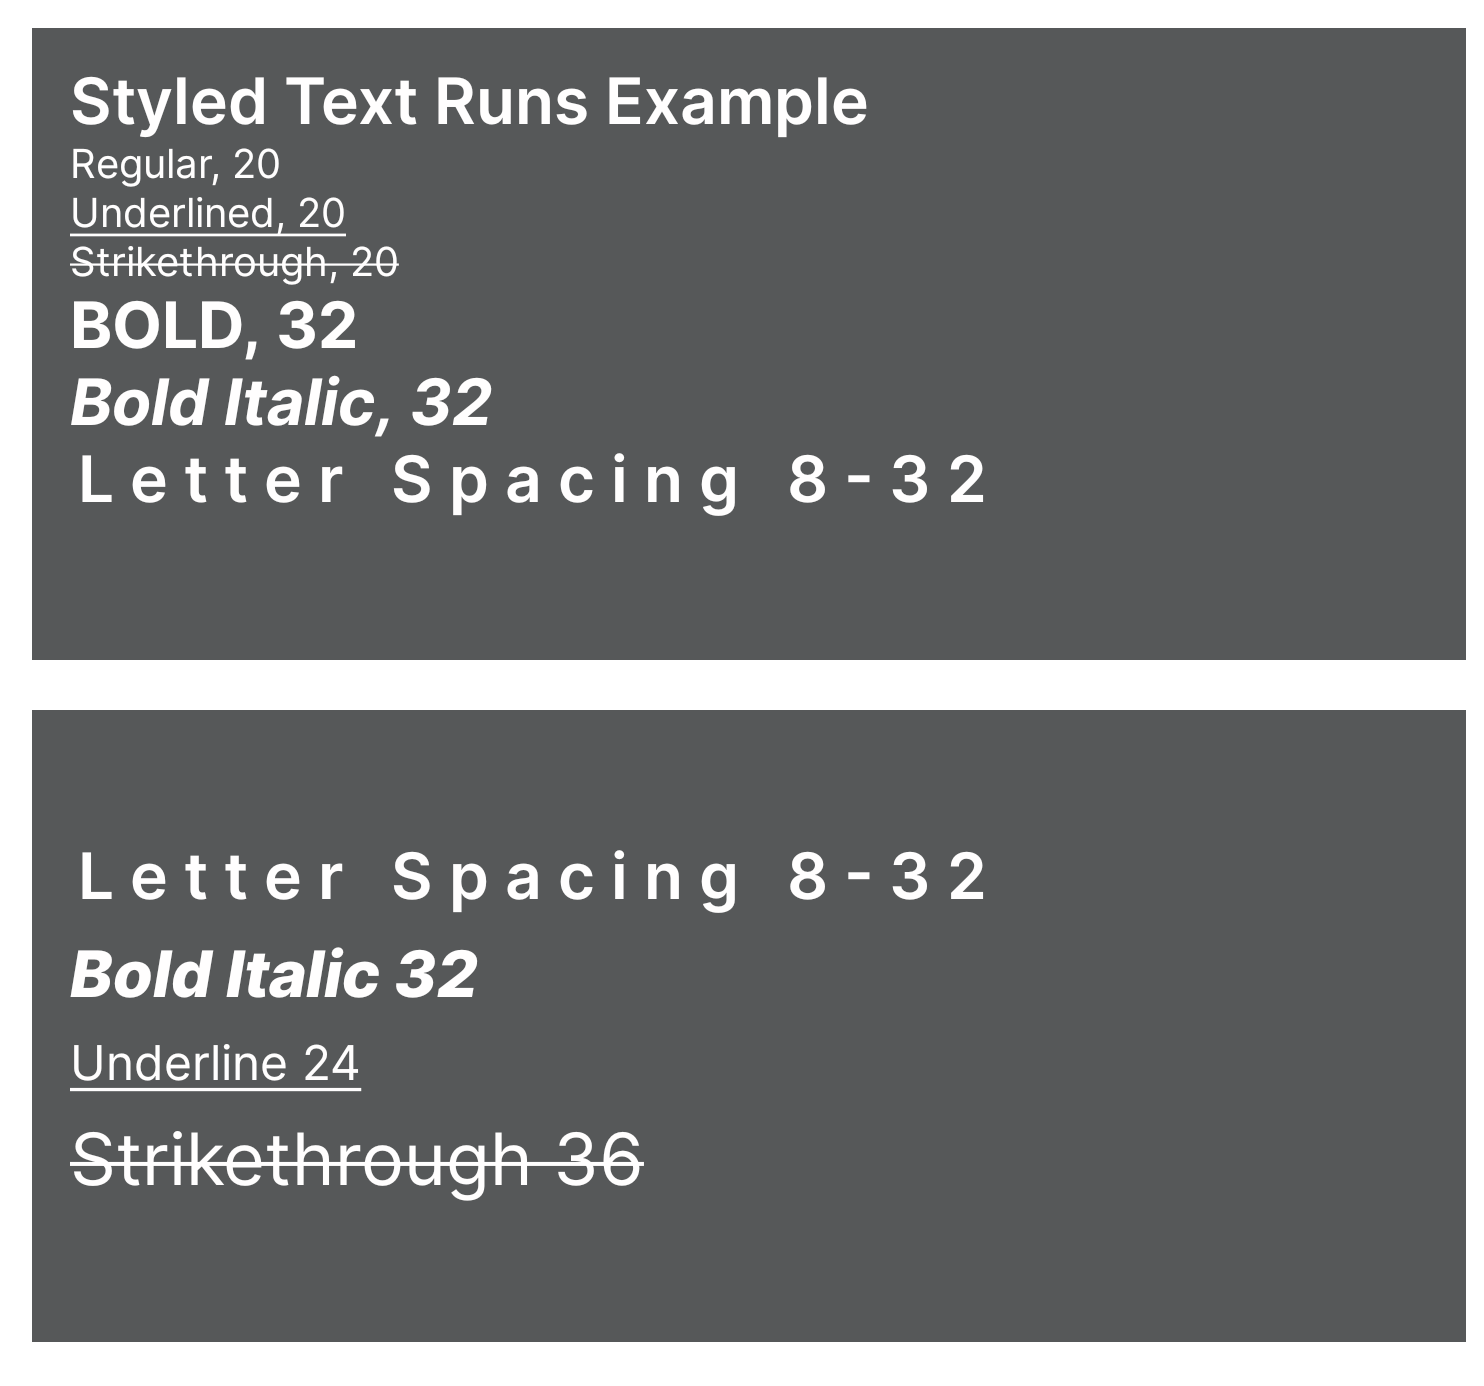 Styled Text Runs Example
Regular, 20
Underlined, 20
Strikethrough, 20
BOLD, 32
Bold Italic, 32
Letter Spacing 8-32
Letter Spacing 8-32
Bold Italic 32
Underline 24
Strikethrough 36